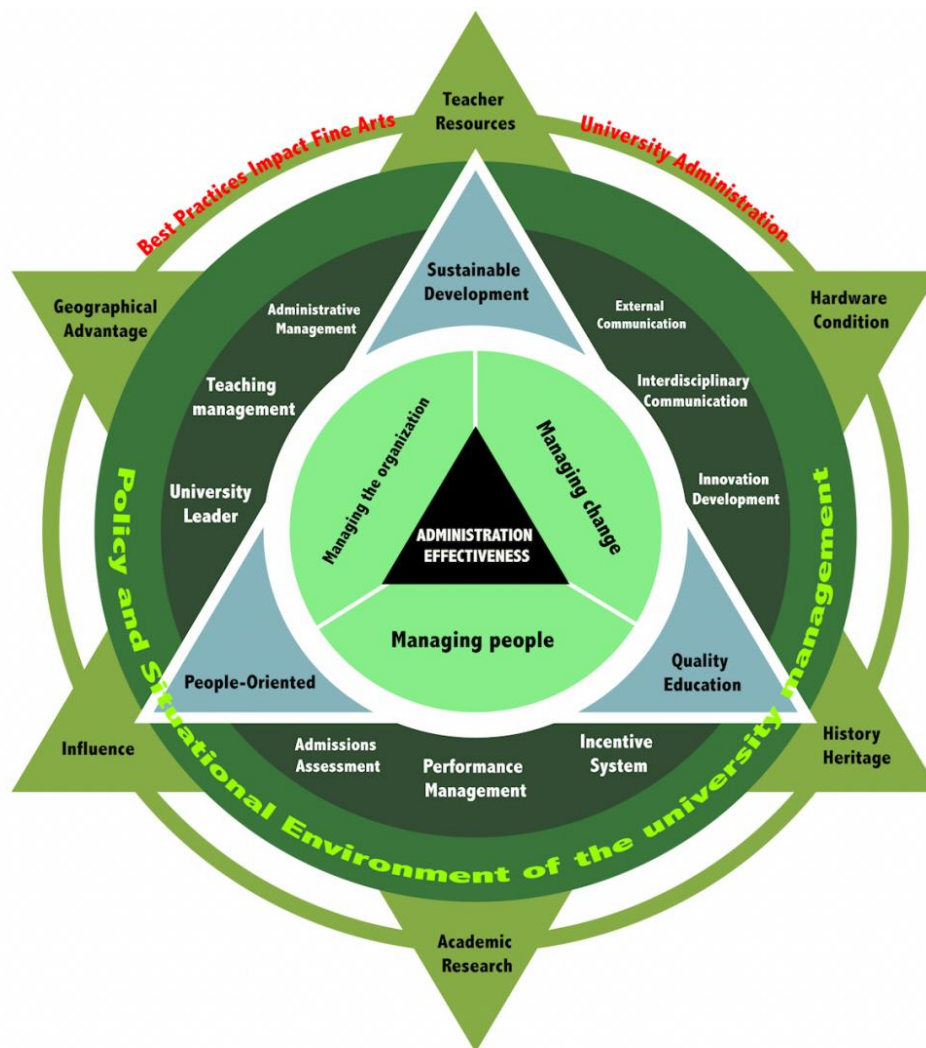 Teacher
Resources
Best Practices Impact Fine Arts
University Administration
Geographical
Advantage
Hardware
Condition
Sustainable
Development
Administrative
Management
External
Communication
Teaching
management
Interdisciplinary
Communication
University
Leader
Innovation
Development
Managing the organization
Managing change
ADMINISTRATION
EFFECTIVENESS
Managing people
People-Oriented
Quality
Education
Influence
History
Heritage
Admissions
Assessment
Performance
Management
Incentive
System
Policy and Situational Environment of the university management
Academic
Research